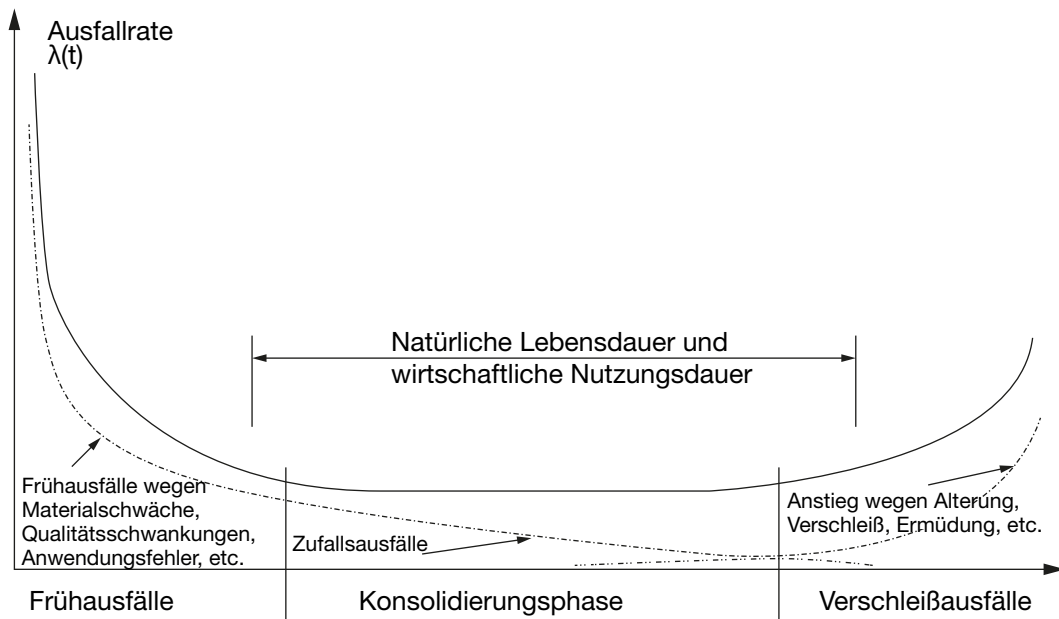 Ausfallrate
λ(t)
Natürliche Lebensdauer und
wirtschaftliche Nutzungsdauer
Frühausfälle wegen
Materialschwäche,
Qualitätsschwankungen,
Anwendungsfehler, etc.
Zufallsausfälle
Anstieg wegen Alterung,
Verschleiß, Ermüdung, etc.
Frühausfälle
Konsolidierungsphase
Verschleißausfälle